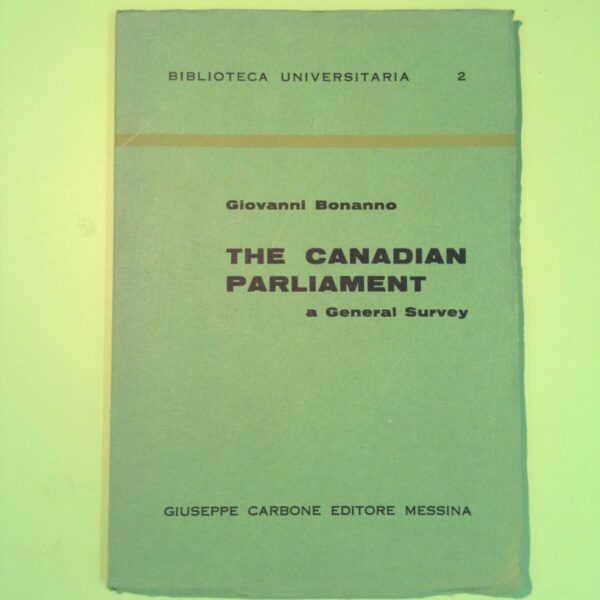 BIBLIOTECA UNIVERSITARIA 2
Giovanni Bonanno
THE CANADIAN
PARLIAMENT
a General Survey
GIUSEPPE CARBONE EDITORE MESSINA